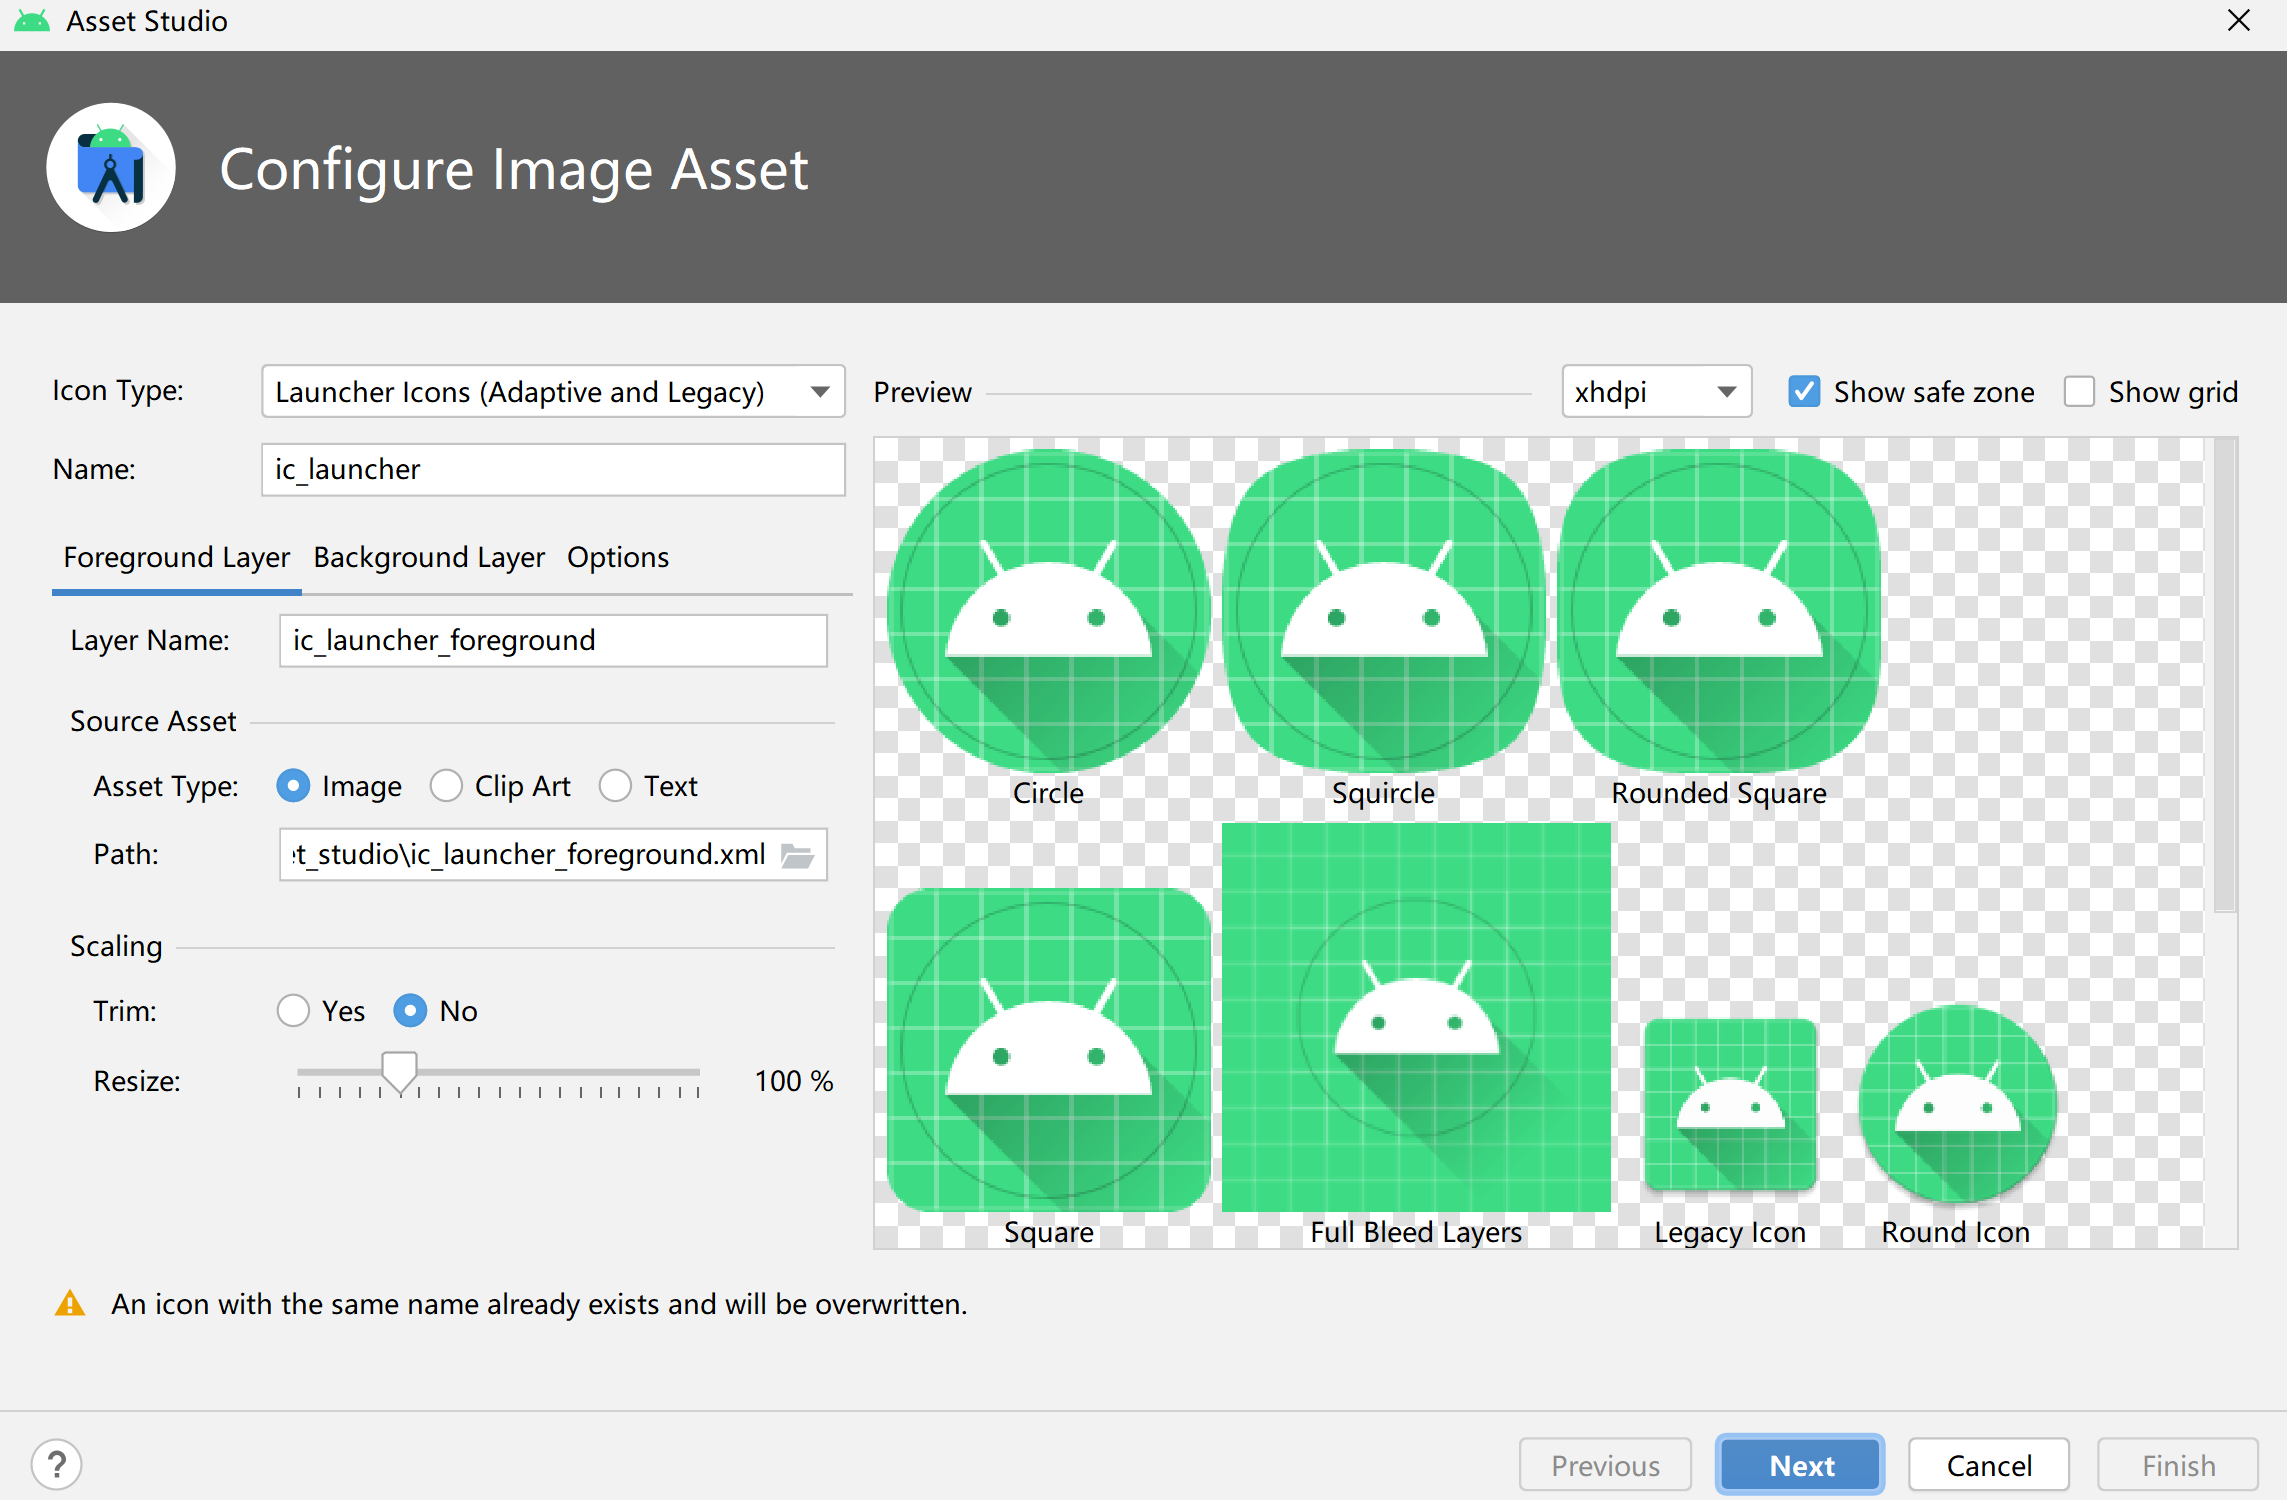 Asset Studio
Configure Image Asset
Icon Type: Launcher Icons (Adaptive and Legacy)
Name: ic_launcher
Foreground Layer Background Layer Options
Layer Name: ic_launcher_foreground
Source Asset
Asset Type: Image Clip Art Text
Path: et_studio\ic_launcher_foreground.xml
Scaling
Trim: Yes No
Resize: 100 %
Preview xhdpi Show safe zone Show grid
Circle Squircle Rounded Square
Square Full Bleed Layers Legacy Icon Round Icon
An icon with the same name already exists and will be overwritten.
? Previous Next Cancel Finish